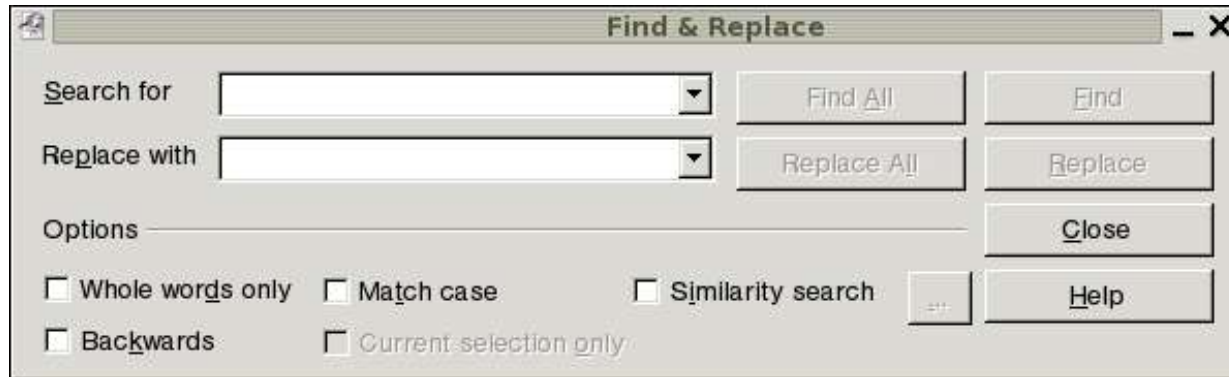 Find & Replace
Search for Find All Find
Replace with Replace All Replace
Options Close
Whole words only Match case Similarity search ... Help
Backwards Current selection only